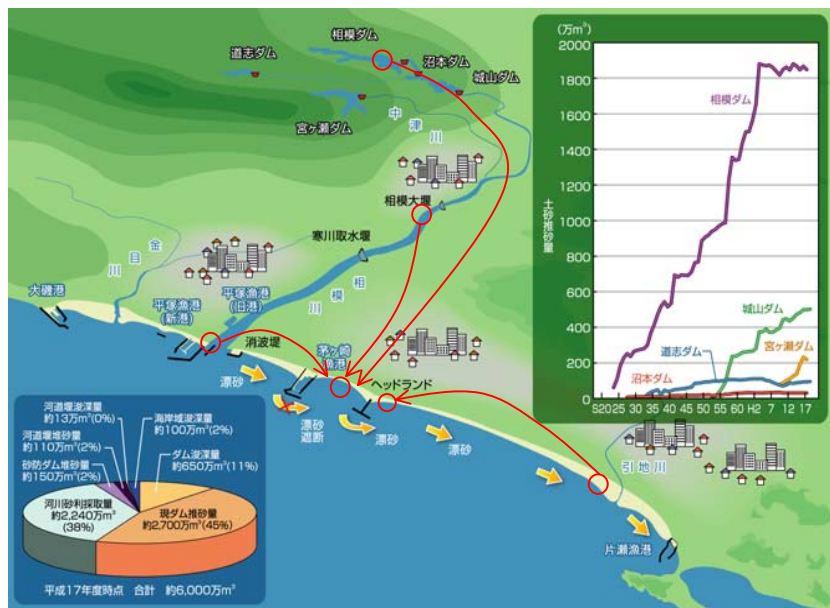 相模ダム
道志ダム
沼本ダム
城山ダム
宮ヶ瀬ダム
中津川
相模大堰
寒川取水堰
相模川
金目川
大磯港
平塚漁港
(新港)
平塚漁港
(旧港)
消波堤
茅ヶ崎
漁港
ヘッドランド
漂砂
漂砂
遮断
漂砂
漂砂
引地川
片瀬漁港
(万m³)
2000
1800
1600
1400
1200
1000
800
600
400
200
0
土砂推砂量
相模ダム
城山ダム
宮ヶ瀬ダム
道志ダム
沼本ダム
S2025 30 35 40 45 50 55 60 H2 7 12 17
河道堰浚深量
約13万m³(0%)
海岸域浚深量
約100万m³(2%)
河道堰堆砂量
約110万m³(2%)
ダム浚深量
約650万m³(11%)
砂防ダム堆砂量
約150万m³(2%)
河川砂利採取量
約2,240万m³
(38%)
現ダム推砂量
約2,700万m³(45%)
平成17年度時点 合計 約6,000万m³